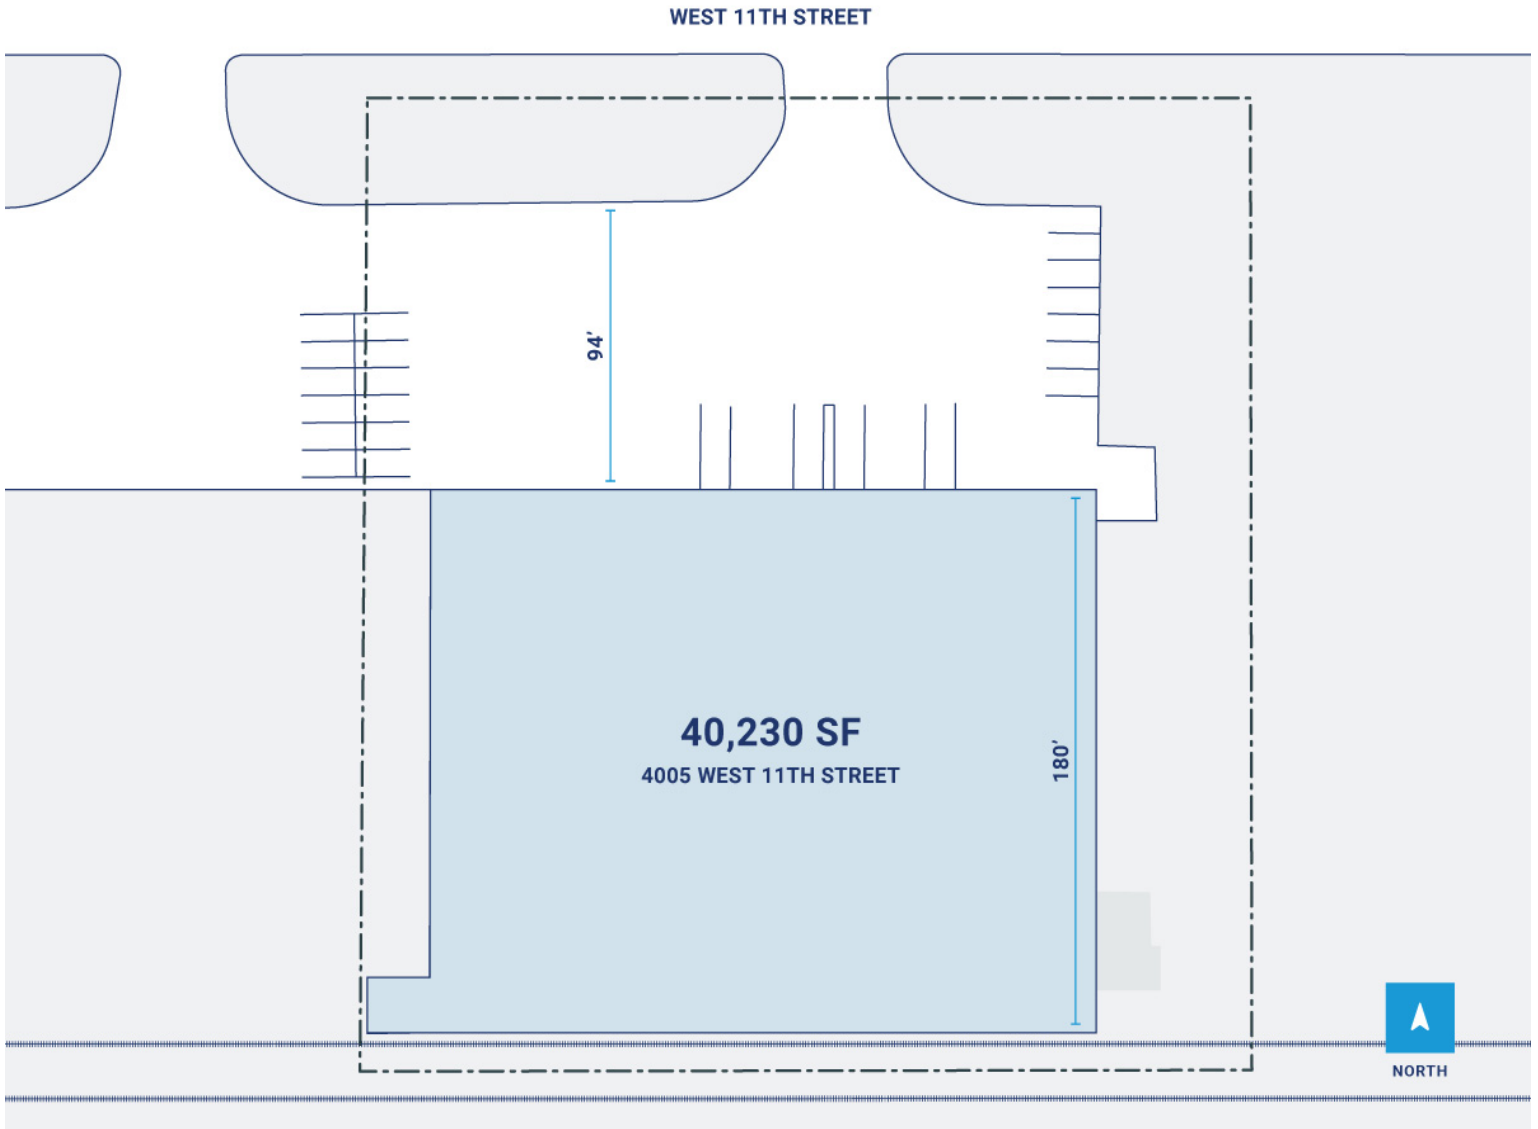 WEST 11TH STREET
94'
40,230 SF
4005 WEST 11TH STREET
180'
NORTH